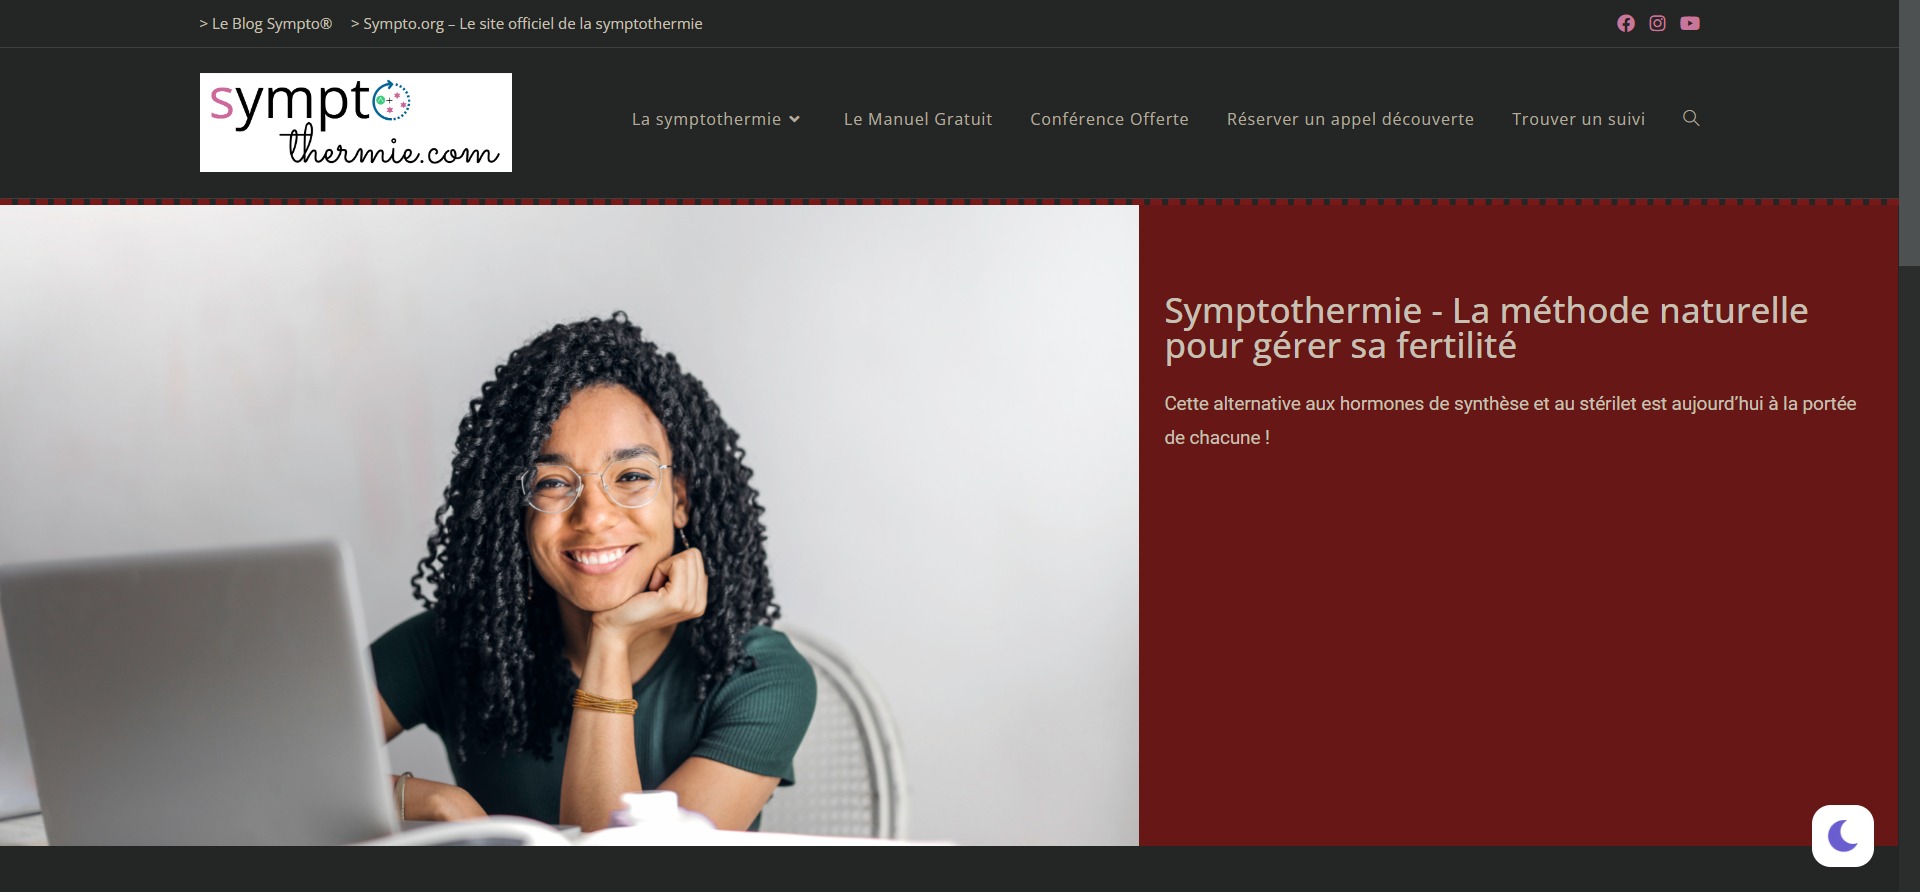 > Le Blog Sympto®
> Sympto.org – Le site officiel de la symptothermie
sympto
thermie.com
La symptothermie
Le Manuel Gratuit
Conférence Offerte
Réserver un appel découverte
Trouver un suivi
Symptothermie - La méthode naturelle
pour gérer sa fertilité
Cette alternative aux hormones de synthèse et au stérilet est aujourd’hui à la portée
de chacune !